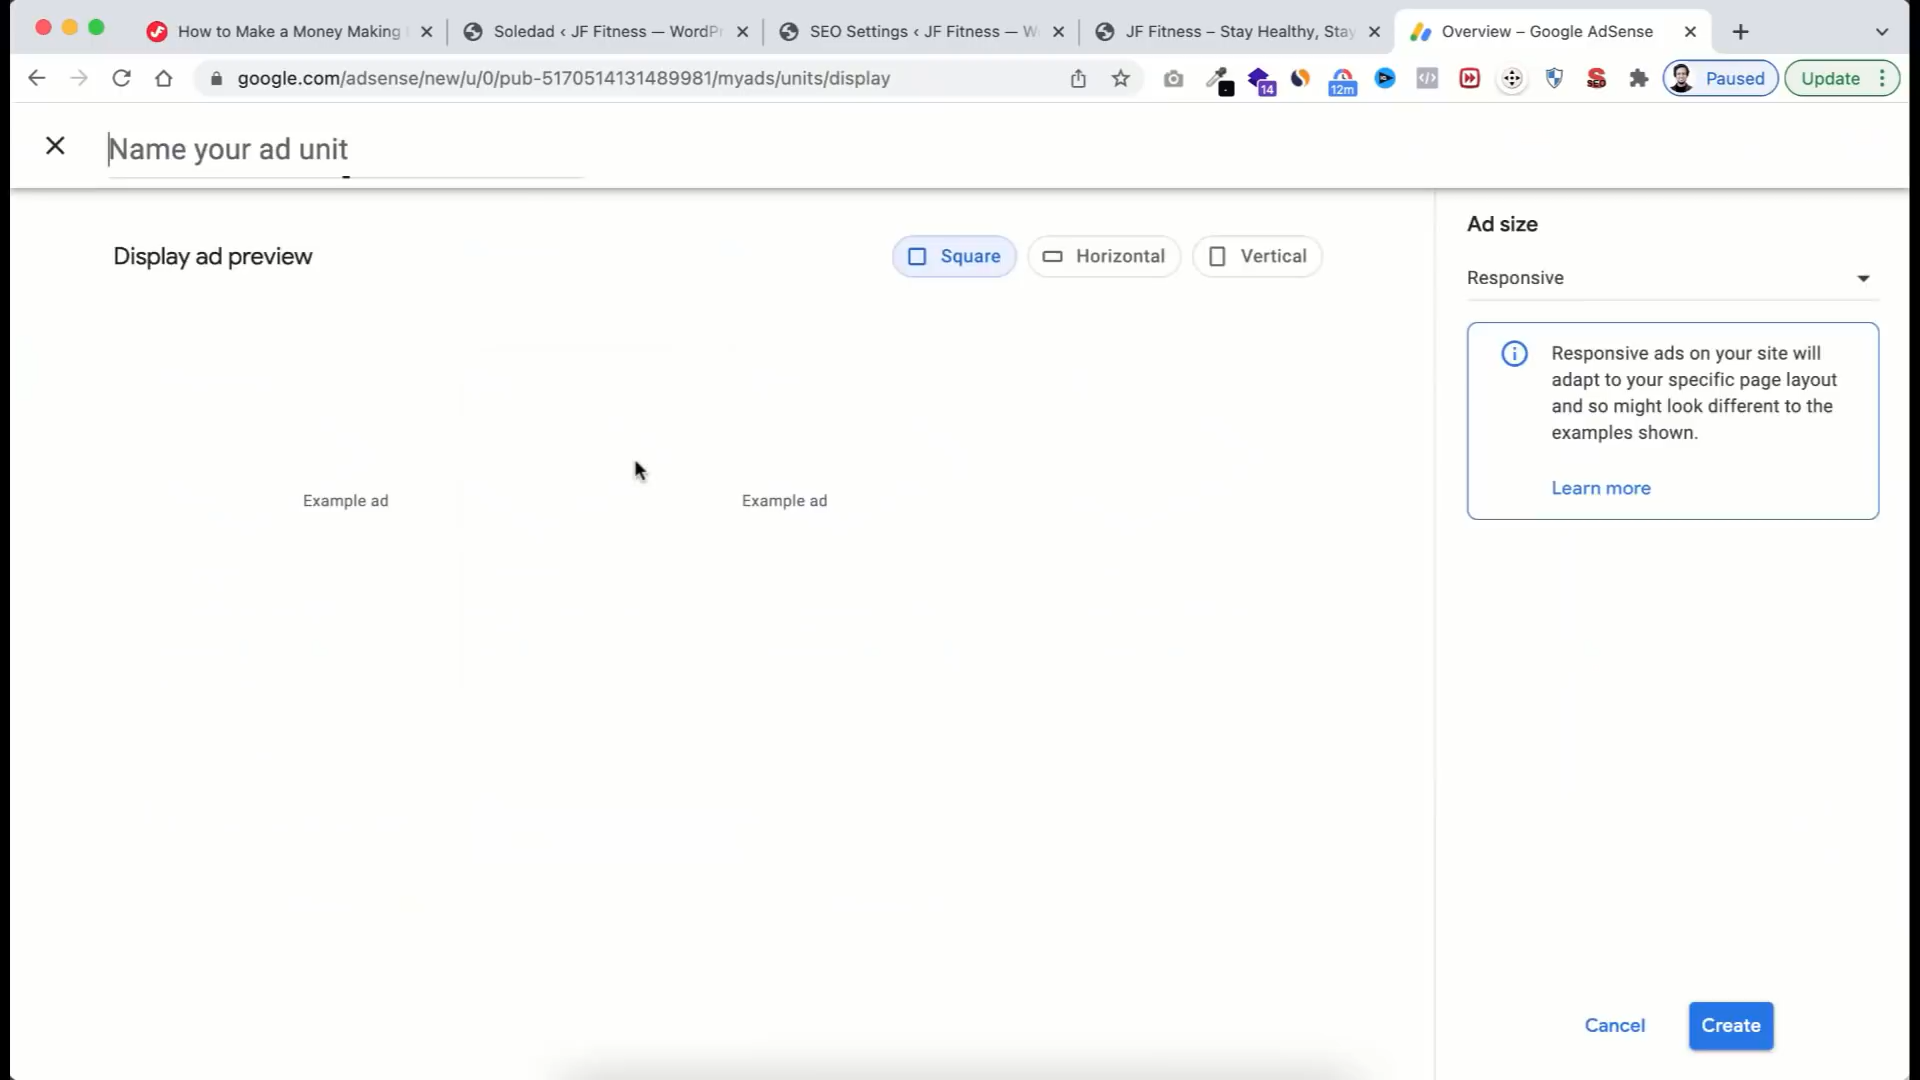 How to Make a Money Making
Soledad ‹ JF Fitness — WordPr
SEO Settings ‹ JF Fitness — W
JF Fitness – Stay Healthy, Stay
Overview – Google AdSense
google.com/adsense/new/u/0/pub-5170514131489981/myads/units/display
14
12m
SEO
Paused
Update
Name your ad unit
Display ad preview
Square
Horizontal
Vertical
Example ad
Example ad
Ad size
Responsive
Responsive ads on your site will
adapt to your specific page layout
and so might look different to the
examples shown.
Learn more
Cancel
Create